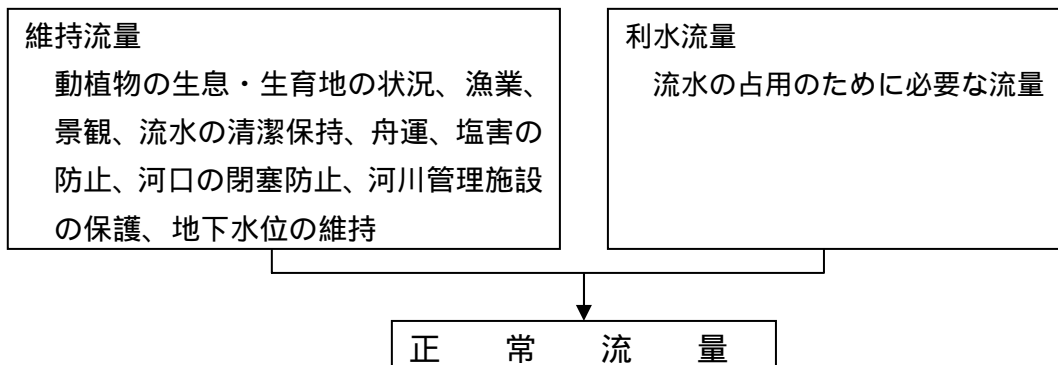 維持流量
動植物の生息・生育地の状況、漁業、
景観、流水の清潔保持、舟運、塩害の
防止、河口の閉塞防止、河川管理施設
の保護、地下水位の維持
利水流量
流水の占用のために必要な流量
正常流量